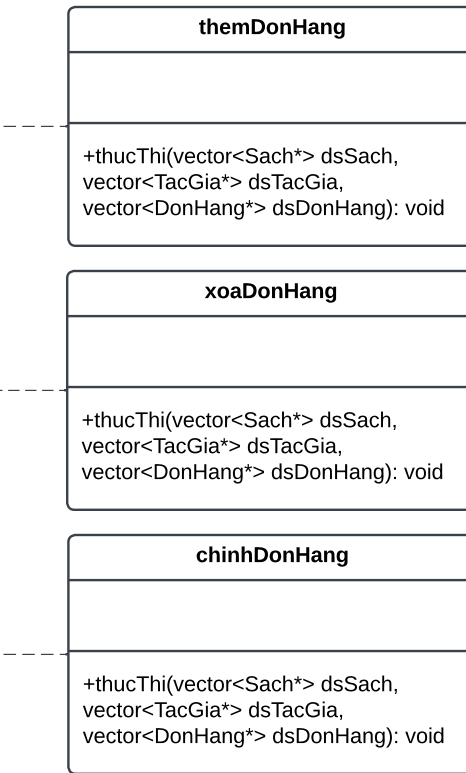 themDonHang
+thucThi(vector<Sach*> dsSach,
vector<TacGia*> dsTacGia,
vector<DonHang*> dsDonHang): void
xoaDonHang
+thucThi(vector<Sach*> dsSach,
vector<TacGia*> dsTacGia,
vector<DonHang*> dsDonHang): void
chinhDonHang
+thucThi(vector<Sach*> dsSach,
vector<TacGia*> dsTacGia,
vector<DonHang*> dsDonHang): void